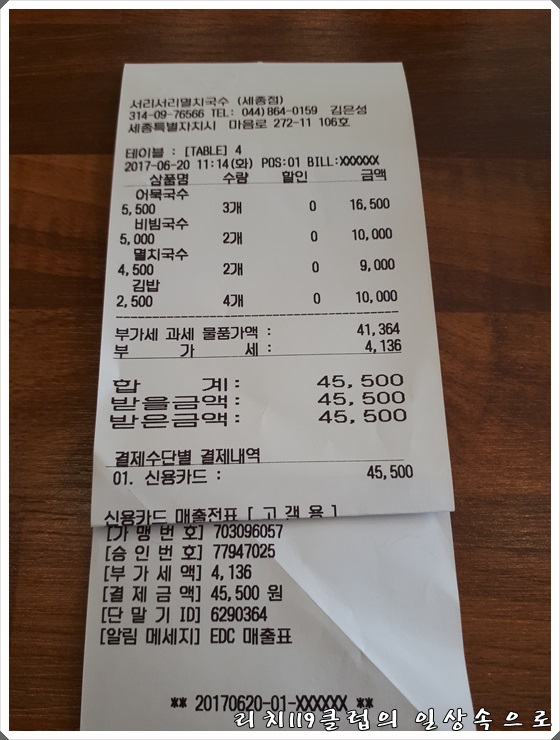 서리서리멸치국수 (세종점)
314-09-76566 TEL: 044)864-0159 김은성
세종특별자치시 마음로 272-11 106호
테이블 : [TABLE] 4
2017-06-20 11:14(화) POS:01 BILL:XXXXXX
상품명 수량 할인 금액
어묵국수
5,500 3개 0 16,500
비빔국수
5,000 2개 0 10,000
멸치국수
4,500 2개 0 9,000
김밥
2,500 4개 0 10,000
부가세 과세 물품가액 : 41,364
부 가 세 : 4,136
합 계: 45,500
받을금액: 45,500
받은금액: 45,500
결제수단별 결제내역
01. 신용카드 : 45,500
신용카드 매출전표 [ 고 객 용 ]
[가 맹 번 호] 703096057
[승 인 번 호] 77947025
[부 가 세 액] 4,136
[결 제 금 액] 45,500 원
[단 말 기 ID] 6290364
[알림 메세지] EDC 매출표
** 20170620-01-XXXXXX **
리치119클럽의 일상속으로